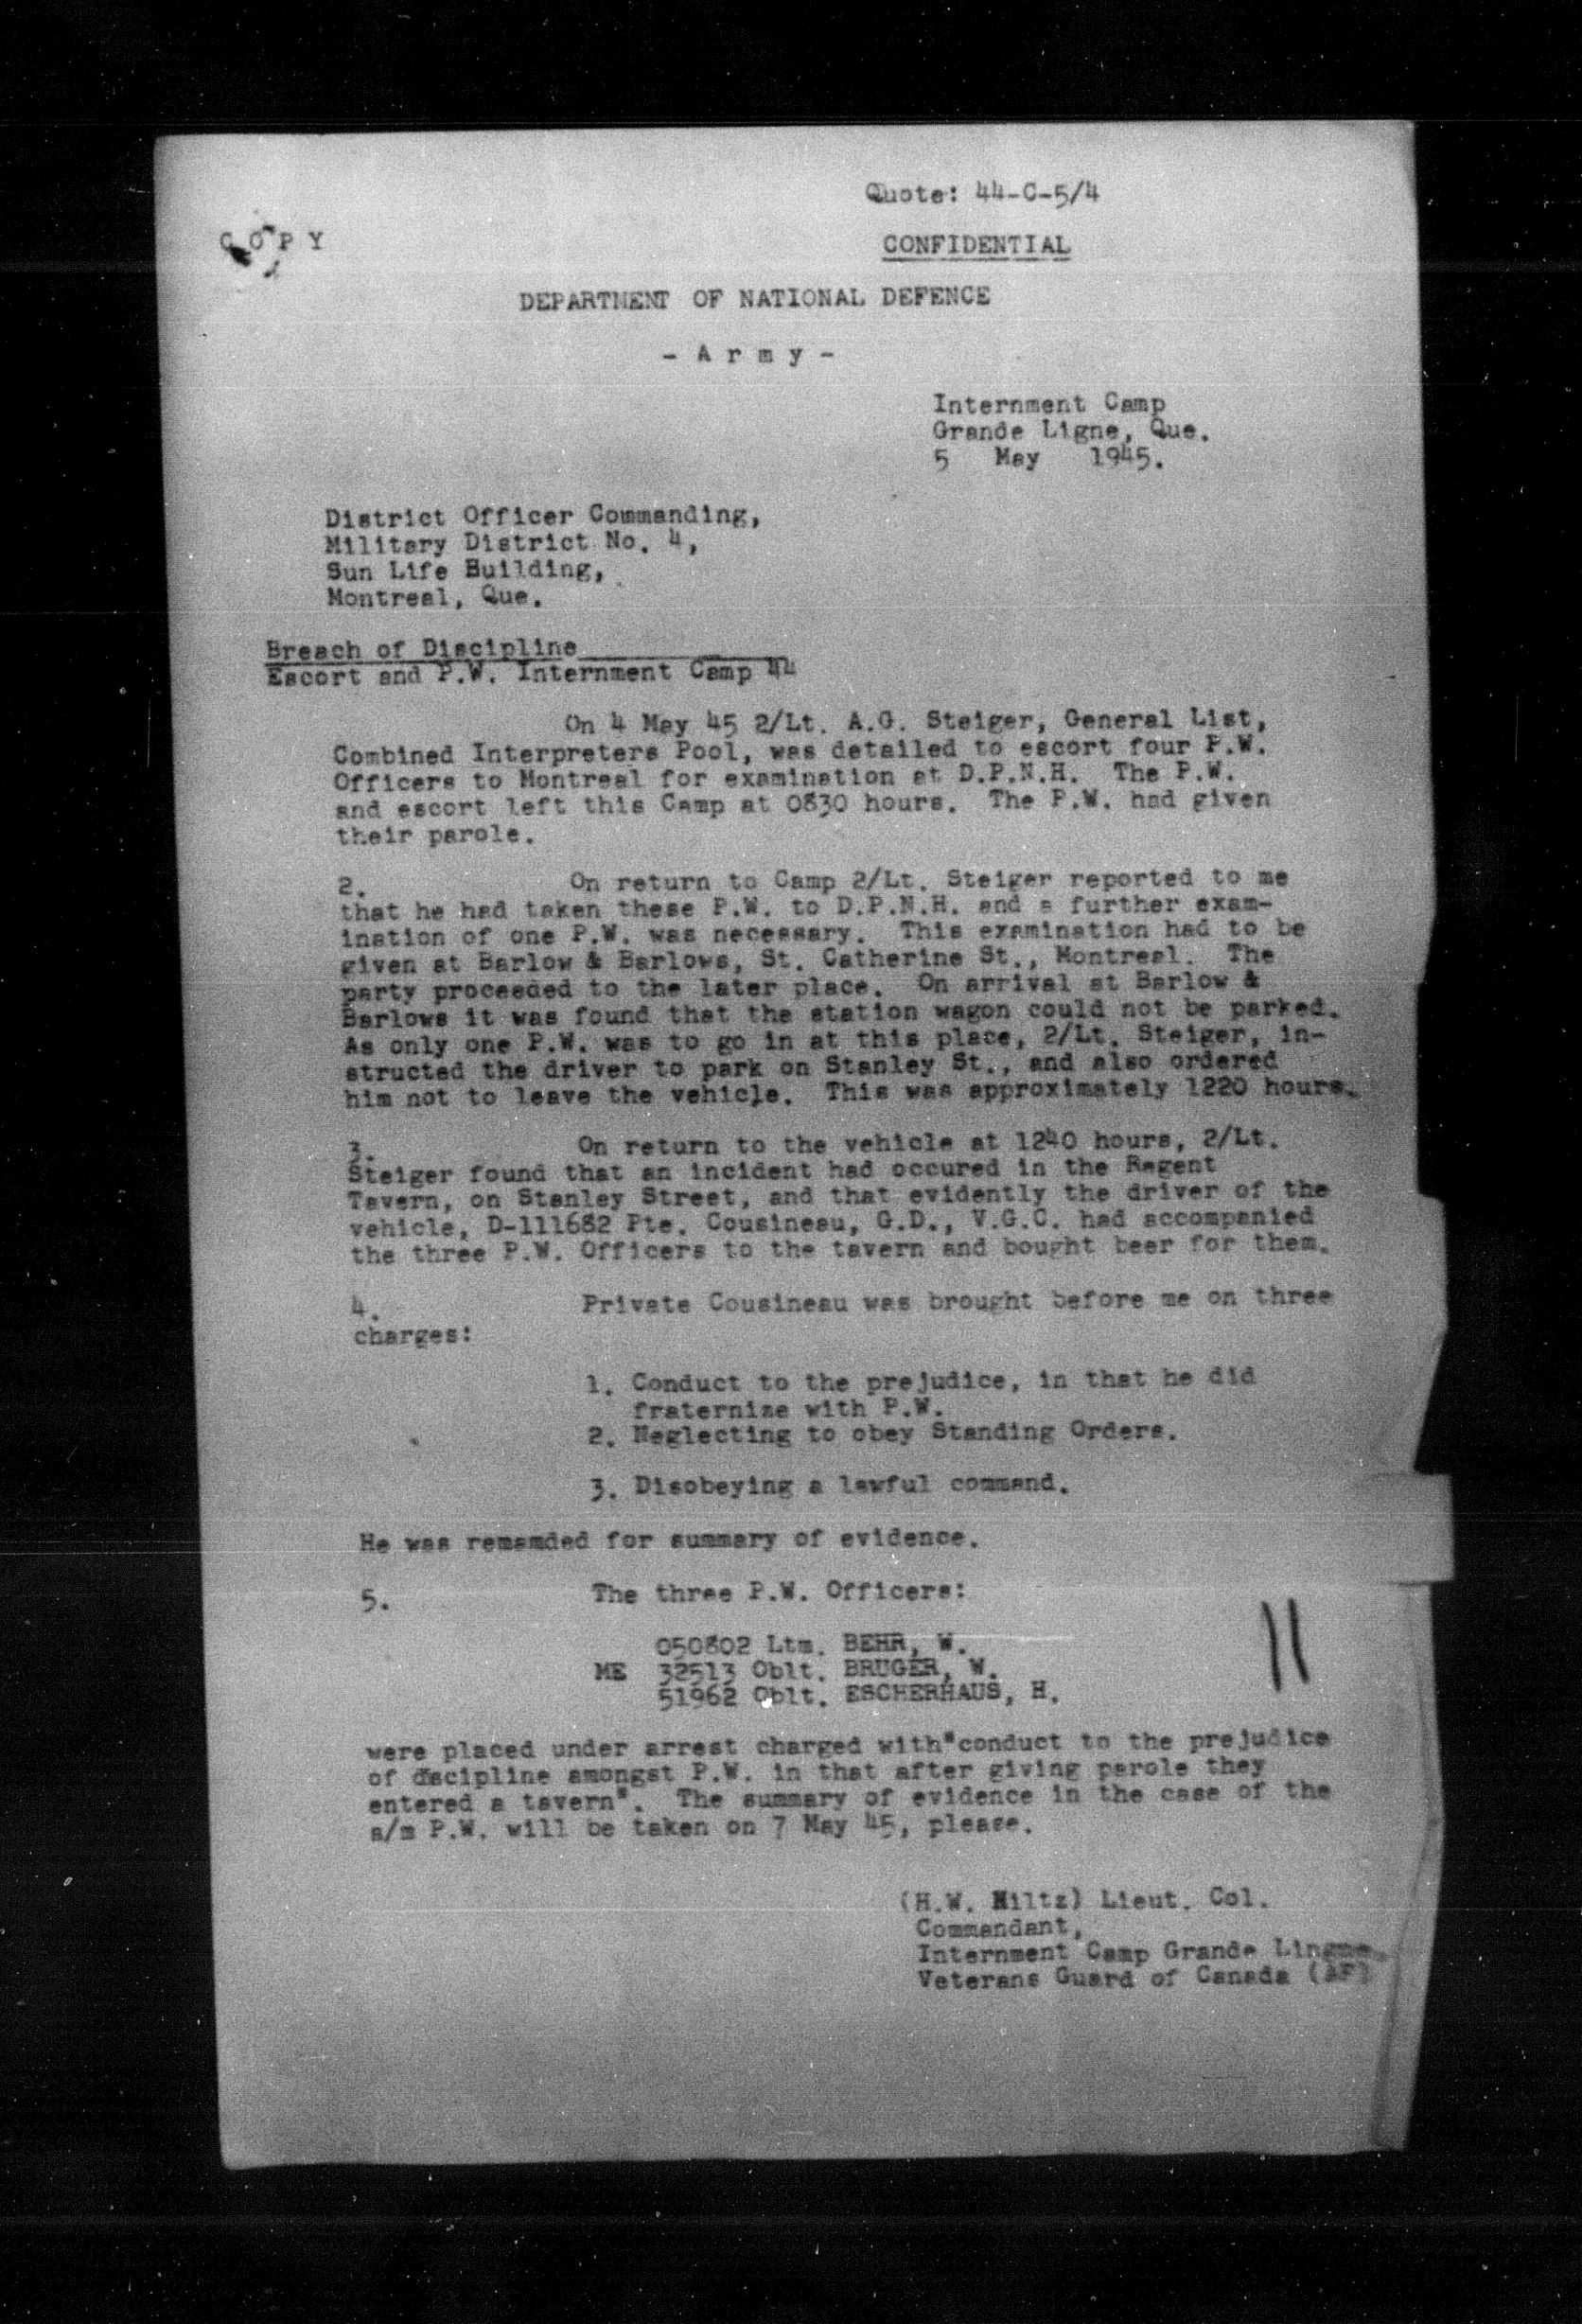 Quote: 44-C-5/4
C O P Y
CONFIDENTIAL
DEPARTMENT OF NATIONAL DEFENCE
- A r m y -
Internment Camp
Grande Ligne, Que.
5 May 1945.
District Officer Commanding,
Military District No. 4,
Sun Life Building,
Montreal, Que.
Breach of Discipline
Escort and P.W. Internment Camp 44
On 4 May 45 2/Lt. A.G. Steiger, General List,
Combined Interpreters Pool, was detailed to escort four P.W.
Officers to Montreal for examination at D.P.N.H. The P.W.
and escort left this Camp at 0830 hours. The P.W. had given
their parole.
2. On return to Camp 2/Lt. Steiger reported to me
that he had taken these P.W. to D.P.N.H. and a further exam-
ination of one P.W. was necessary. This examination had to be
given at Barlow & Barlows, St. Catherine St., Montreal. The
party proceeded to the later place. On arrival at Barlow &
Barlows it was found that the station wagon could not be parked.
As only one P.W. was to go in at this place, 2/Lt. Steiger, in-
structed the driver to park on Stanley St., and also ordered
him not to leave the vehicle. This was approximately 1220 hours.
3. On return to the vehicle at 1240 hours, 2/Lt.
Steiger found that an incident had occured in the Regent
Tavern, on Stanley Street, and that evidently the driver of the
vehicle, D-111682 Pte. Cousineau, G.D., V.G.C. had accompanied
the three P.W. Officers to the tavern and bought beer for them.
4. Private Cousineau was brought before me on three
charges:
1. Conduct to the prejudice, in that he did
fraternize with P.W.
2. Neglecting to obey Standing Orders.
3. Disobeying a lawful command.
He was remamded for summary of evidence.
5. The three P.W. Officers:
050802 Ltm. BEHR, W.
ME 32513 Oblt. BRUGER, W.
51962 Oblt. ESCHERHAUS, H.
were placed under arrest charged with"conduct to the prejudice
of dscipline amongst P.W. in that after giving parole they
entered a tavern". The summary of evidence in the case of the
a/m P.W. will be taken on 7 May 45, please.
(H.W. Hiltz) Lieut. Col.
Commandant,
Internment Camp Grande Lingne
Veterans Guard of Canada (AF)